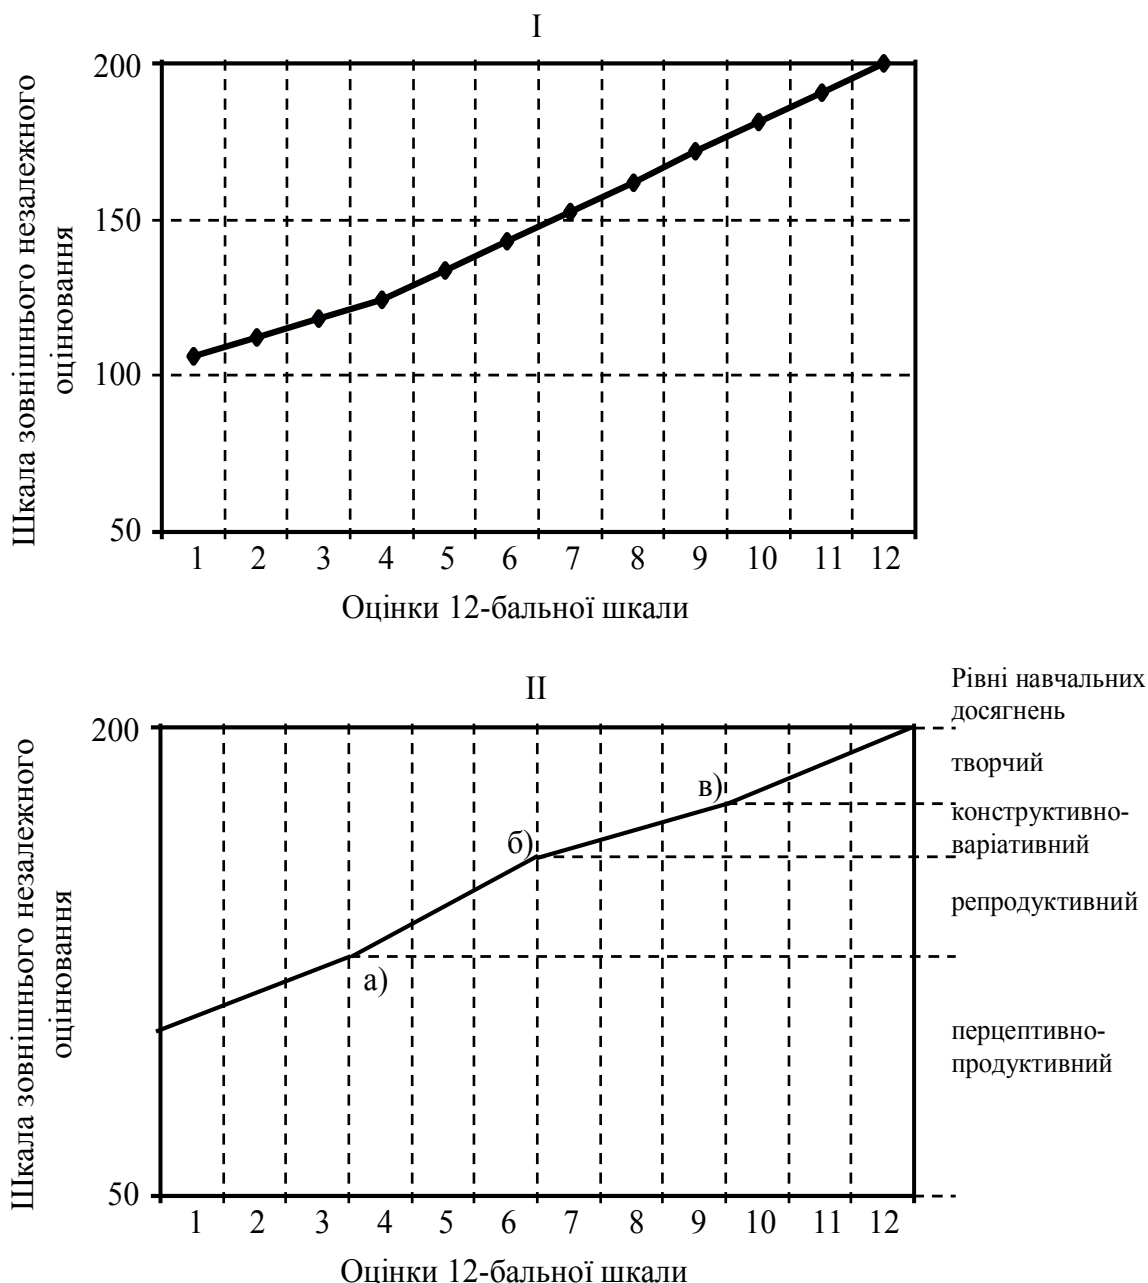 I
Шкала зовнішнього незалежного
оцінювання
200
150
100
50
1 2 3 4 5 6 7 8 9 10 11 12
Оцінки 12-бальної шкали
II
Шкала зовнішнього незалежного
оцінювання
200
50
а)
б)
в)
Рівні навчальних
досягнень
творчий
конструктивно-
варіативний
репродуктивний
перцептивно-
продуктивний
1 2 3 4 5 6 7 8 9 10 11 12
Оцінки 12-бальної шкали